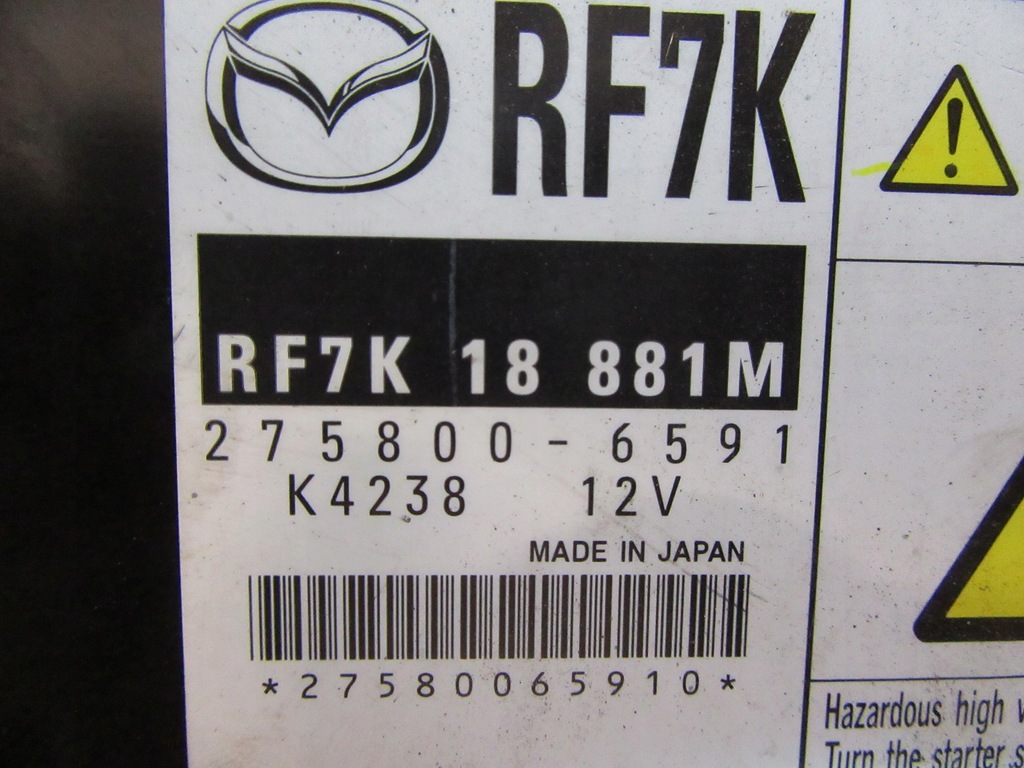 RF7K
RF7K 18 881M
275800-6591
K4238 12V
MADE IN JAPAN
*27580065910*
Hazardous high
Turn the starter